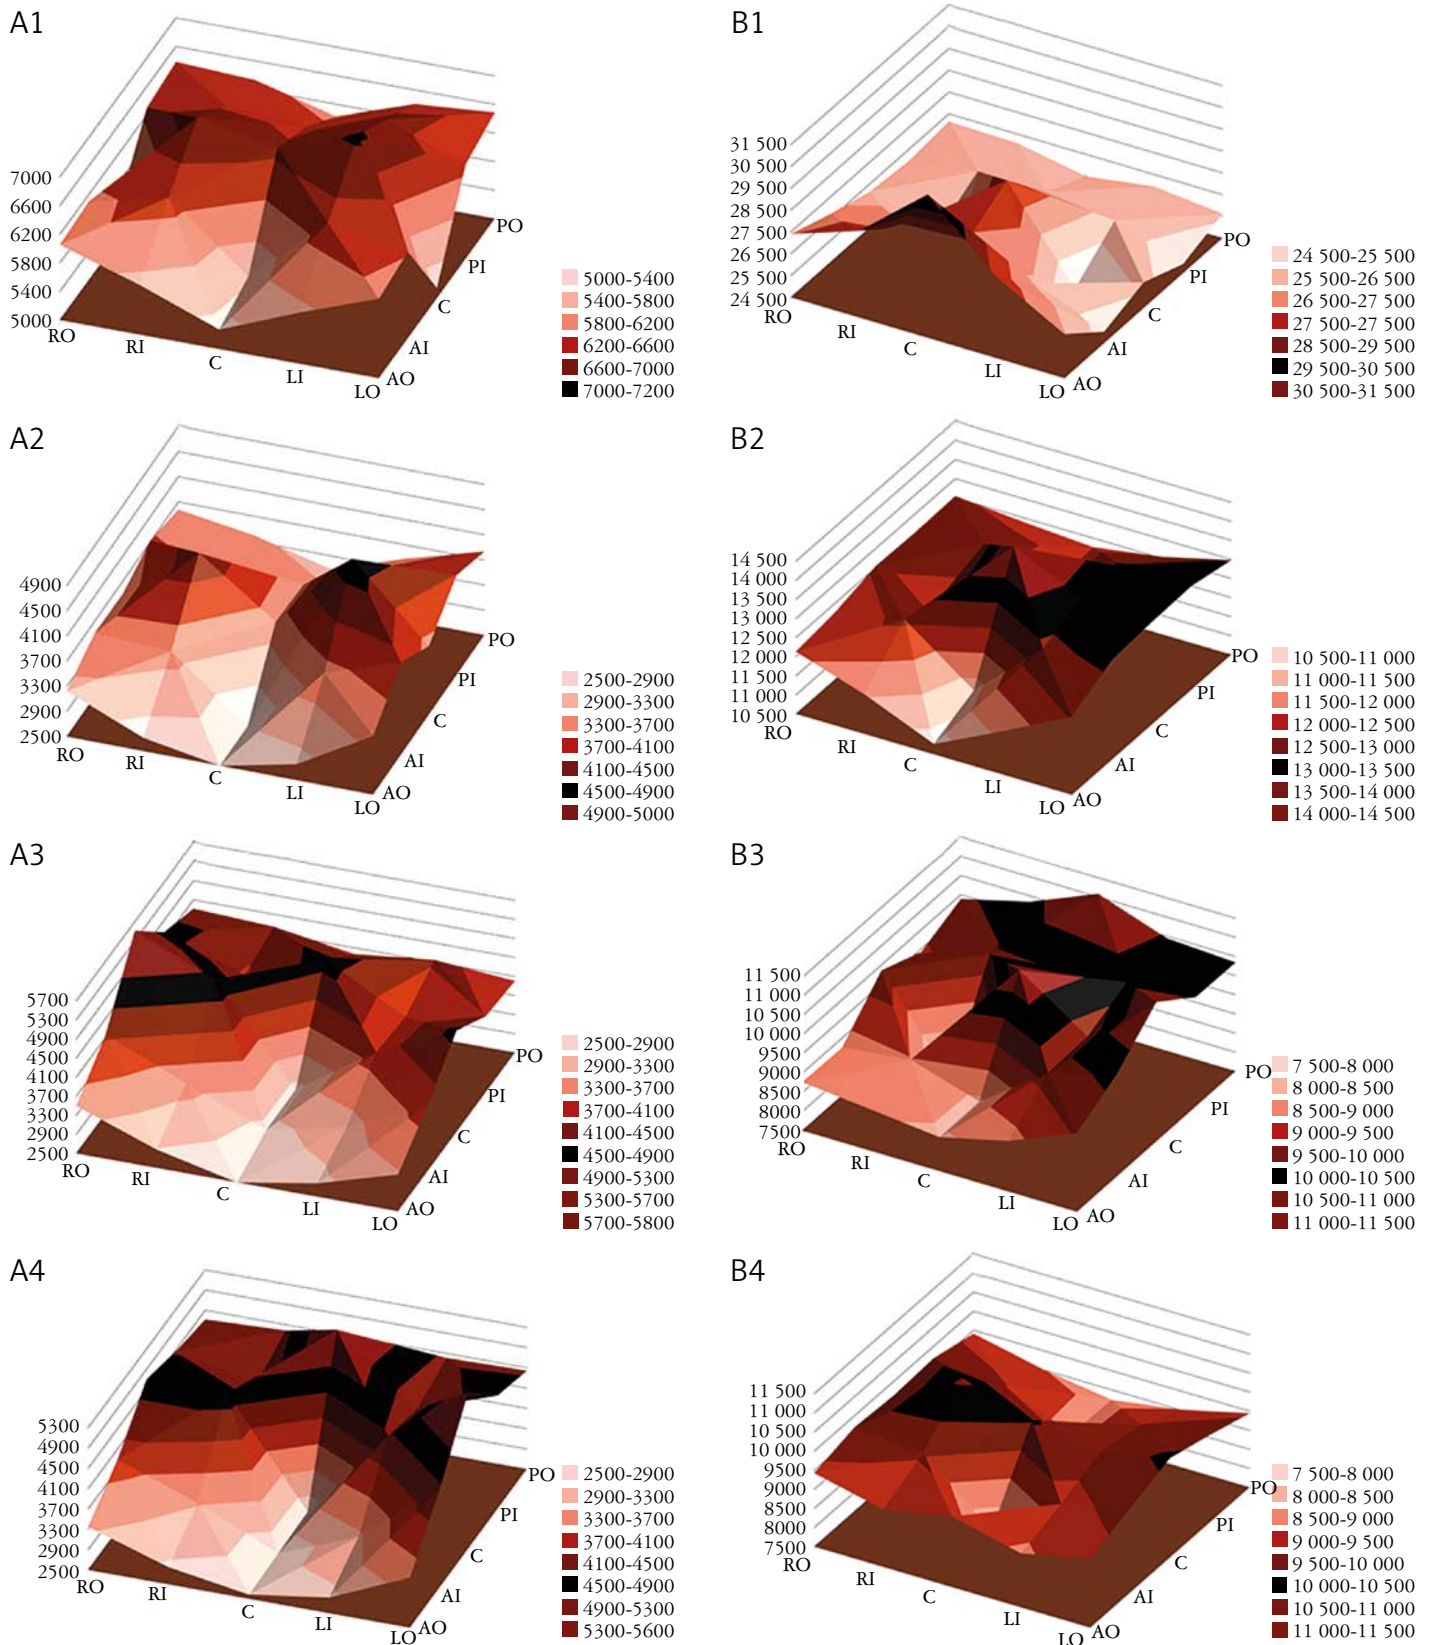 A1
7000
6600
6200
5800
5400
5000
RO
RI
C
LI
LO
AO
AI
C
PI
PO
5000-5400
5400-5800
5800-6200
6200-6600
6600-7000
7000-7200
B1
31 500
30 500
29 500
28 500
27 500
26 500
25 500
24 500
RO
RI
C
LI
LO
AO
AI
C
PI
PO
24 500-25 500
25 500-26 500
26 500-27 500
27 500-27 500
28 500-29 500
29 500-30 500
30 500-31 500
A2
4900
4500
4100
3700
3300
2900
2500
RO
RI
C
LI
LO
AO
AI
C
PI
PO
2500-2900
2900-3300
3300-3700
3700-4100
4100-4500
4500-4900
4900-5000
B2
14 500
14 000
13 500
13 000
12 500
12 000
11 500
11 000
10 500
RO
RI
C
LI
LO
AO
AI
C
PI
PO
10 500-11 000
11 000-11 500
11 500-12 000
12 000-12 500
12 500-13 000
13 000-13 500
13 500-14 000
14 000-14 500
A3
5700
5300
4900
4500
4100
3700
3300
2900
2500
RO
RI
C
LI
LO
AO
AI
C
PI
PO
2500-2900
2900-3300
3300-3700
3700-4100
4100-4500
4500-4900
4900-5300
5300-5700
5700-5800
B3
11 500
11 000
10 500
10 000
9500
9000
8500
8000
7500
RO
RI
C
LI
LO
AO
AI
C
PI
PO
7 500-8 000
8 000-8 500
8 500-9 000
9 000-9 500
9 500-10 000
10 000-10 500
10 500-11 000
11 000-11 500
A4
5300
4900
4500
4100
3700
3300
2900
2500
RO
RI
C
LI
LO
AO
AI
C
PI
PO
2500-2900
2900-3300
3300-3700
3700-4100
4100-4500
4500-4900
4900-5300
5300-5600
B4
11 500
11 000
10 500
10 000
9500
9000
8500
8000
7500
RO
RI
C
LI
LO
AO
AI
C
PI
PO
7 500-8 000
8 000-8 500
8 500-9 000
9 000-9 500
9 500-10 000
10 000-10 500
10 500-11 000
11 000-11 500